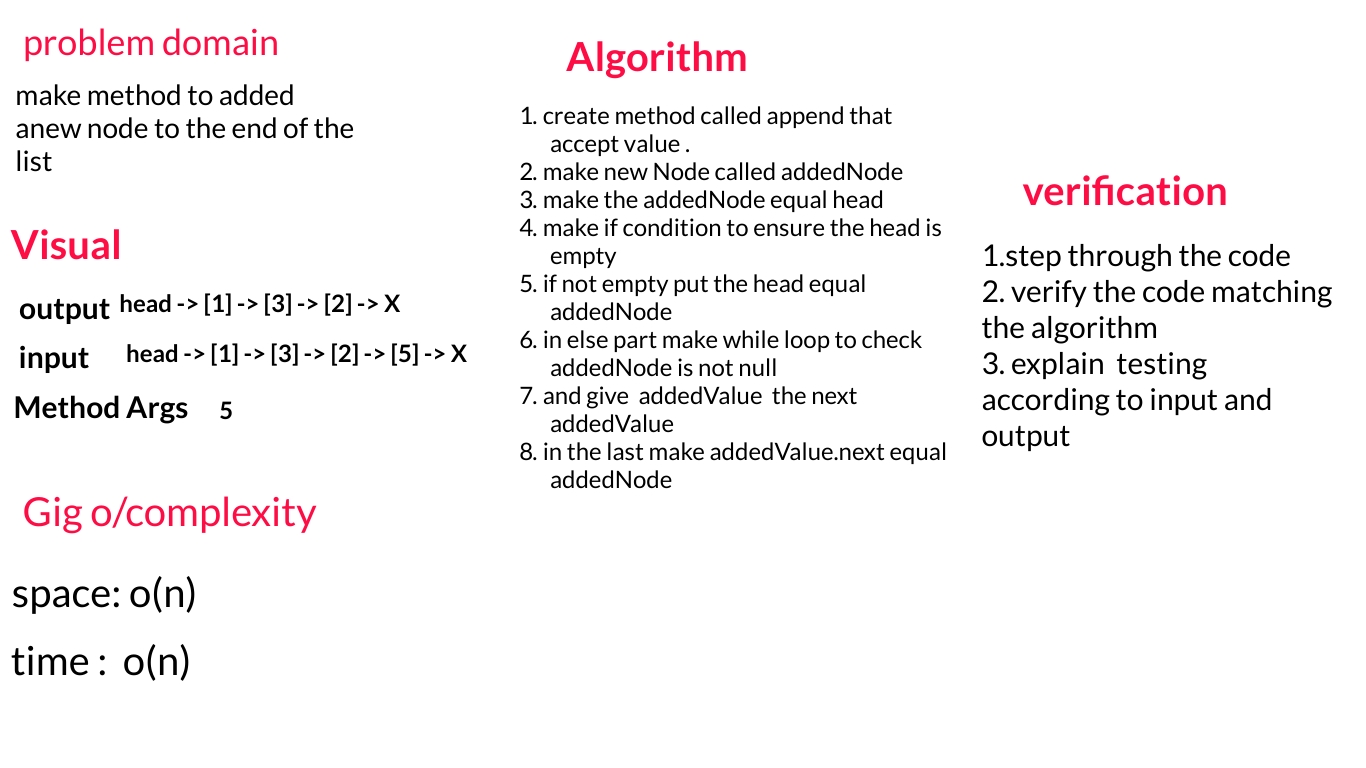 problem domain
make method to added
anew node to the end of the
list
Visual
output head -> [1] -> [3] -> [2] -> X
input head -> [1] -> [3] -> [2] -> [5] -> X
Method Args 5
Gig o/complexity
space: o(n)
time : o(n)
Algorithm
1. create method called append that
accept value .
2. make new Node called addedNode
3. make the addedNode equal head
4. make if condition to ensure the head is
empty
5. if not empty put the head equal
addedNode
6. in else part make while loop to check
addedNode is not null
7. and give addedValue the next
addedValue
8. in the last make addedValue.next equal
addedNode
verification
1.step through the code
2. verify the code matching
the algorithm
3. explain testing
according to input and
output